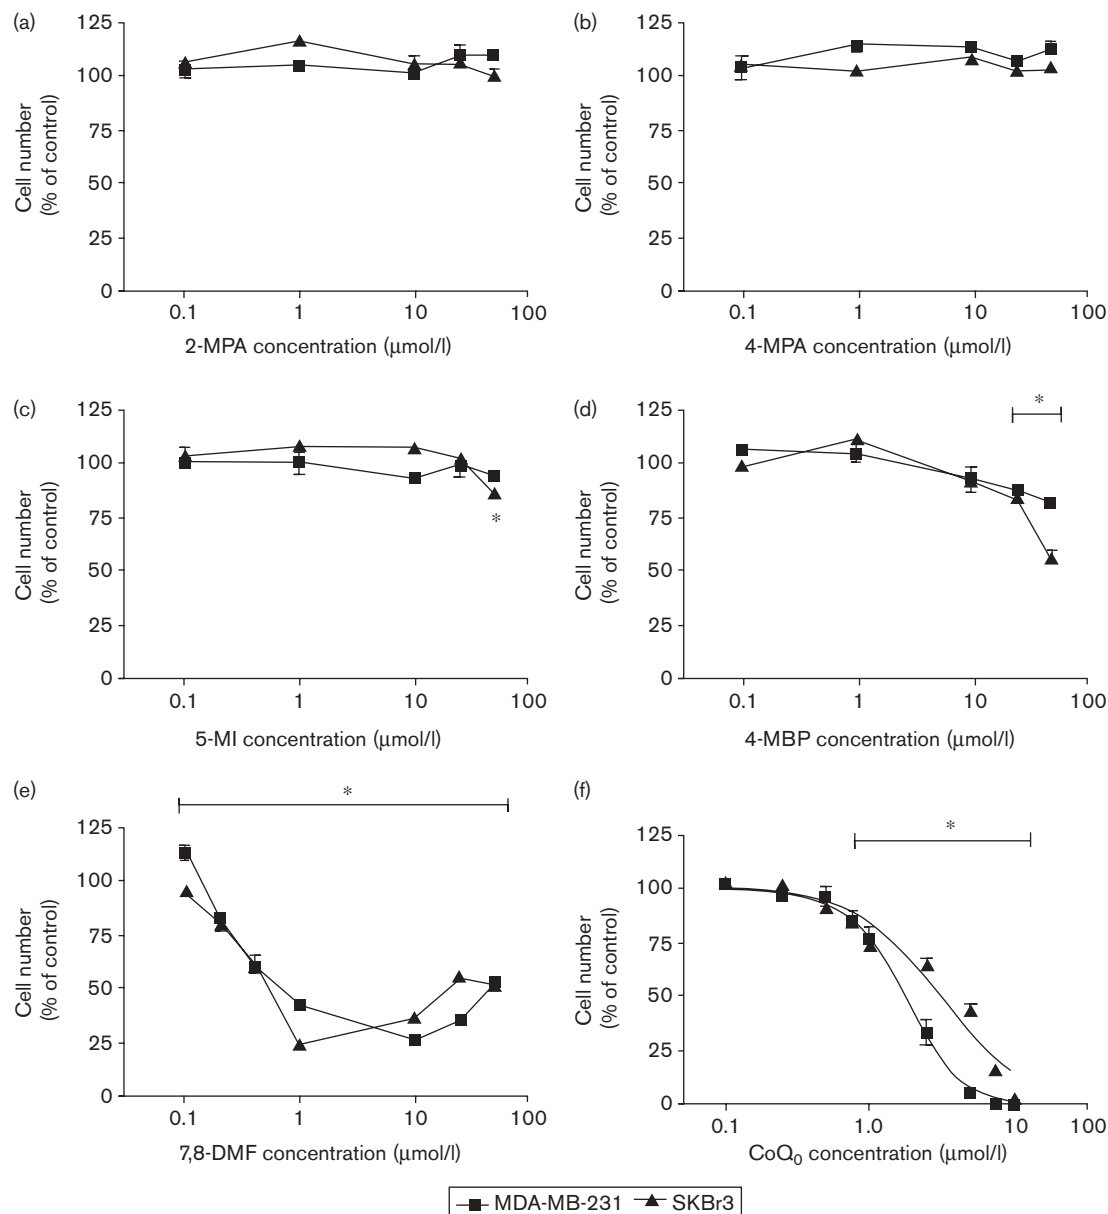 (a)
125
100
75
50
25
0
Cell number
(% of control)
0.1 1 10 100
2-MPA concentration (μmol/l)
(b)
125
100
75
50
25
0
Cell number
(% of control)
0.1 1 10 100
4-MPA concentration (μmol/l)
(c)
125
100
75
50
25
0
Cell number
(% of control)
*
0.1 1 10 100
5-MI concentration (μmol/l)
(d)
*
125
100
75
50
25
0
Cell number
(% of control)
0.1 1 10 100
4-MBP concentration (μmol/l)
(e)
*
125
100
75
50
25
0
Cell number
(% of control)
0.1 1 10 100
7,8-DMF concentration (μmol/l)
(f)
*
125
100
75
50
25
0
Cell number
(% of control)
0.1 1.0 10 100
CoQ₀ concentration (μmol/l)
MDA-MB-231 SKBr3